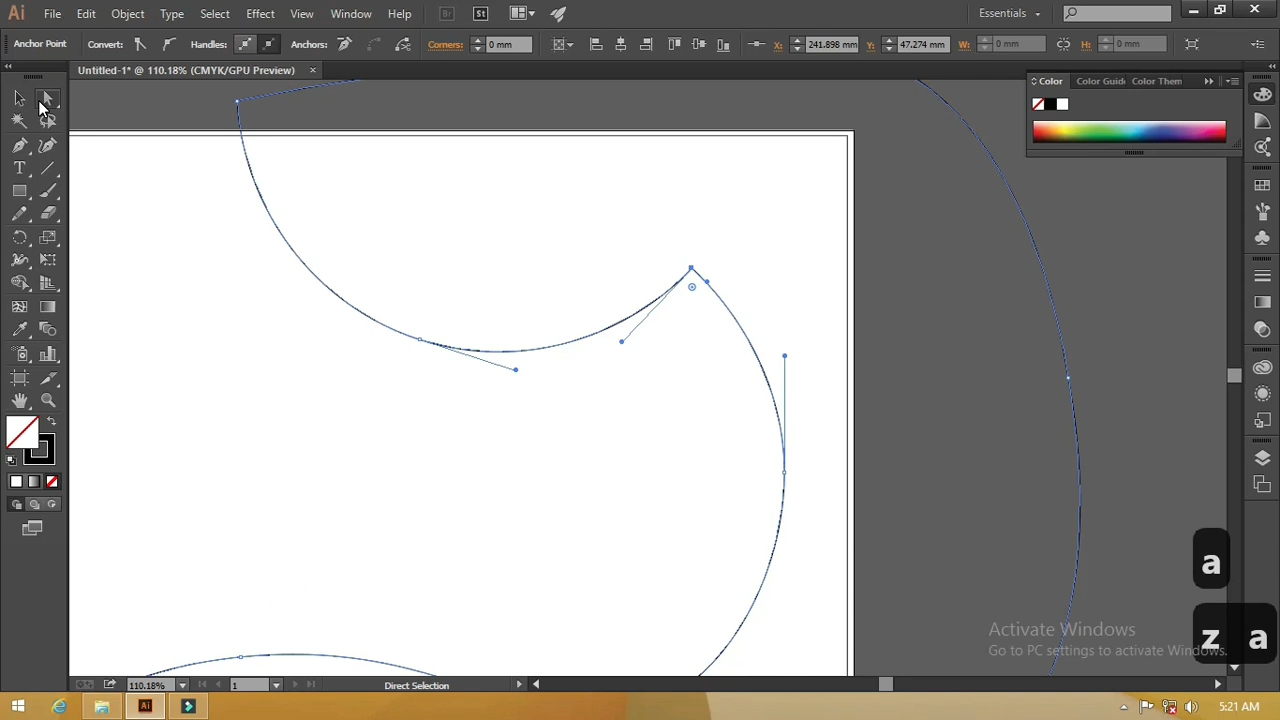 Ai File Edit Object Type Select Effect View Window Help Br St Essentials
Anchor Point Convert: Handles: Anchors: Corners: 0 mm X: 241.898 mm Y: 47.274 mm W: 0 mm H: 0 mm
Untitled-1* @ 110.18% (CMYK/GPU Preview)
Color Color Guid Color Them
T
a
z a
Activate Windows
Go to PC settings to activate Windows.
110.18% 1 Direct Selection
Ai 5:21 AM